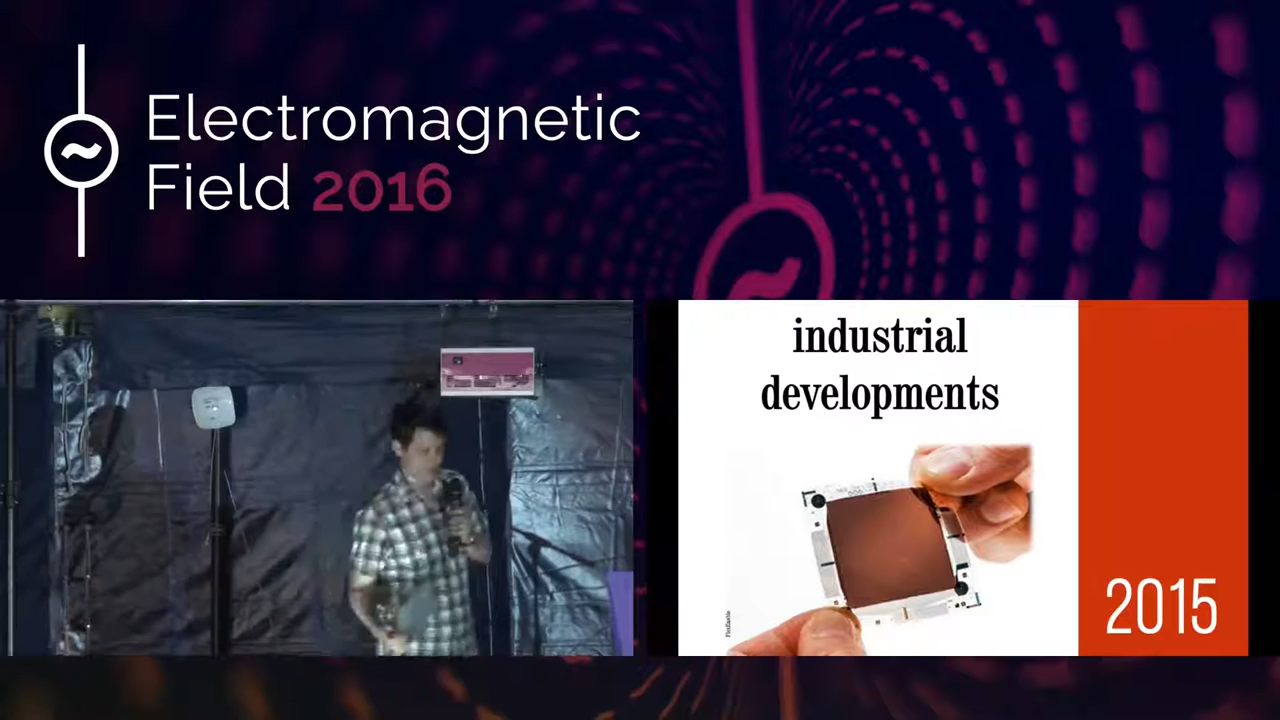 Electromagnetic
Field 2016
industrial
developments
2015